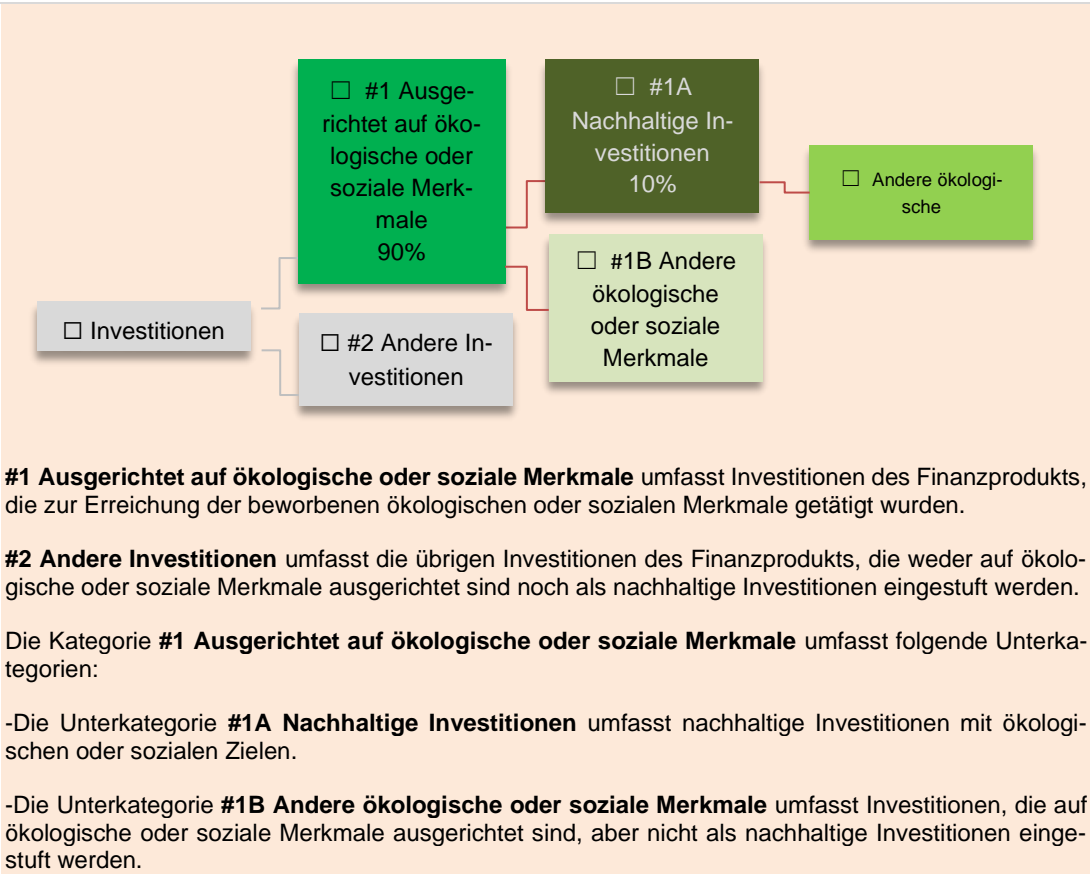 ☐ #1 Ausge-
richtet auf öko-
logische oder
soziale Merk-
male
90%
☐ #1A
Nachhaltige In-
vestitionen
10%
☐ Andere ökologi-
sche
☐ #1B Andere
ökologische
oder soziale
Merkmale
☐ Investitionen
☐ #2 Andere In-
vestitionen
#1 Ausgerichtet auf ökologische oder soziale Merkmale umfasst Investitionen des Finanzprodukts,
die zur Erreichung der beworbenen ökologischen oder sozialen Merkmale getätigt wurden.
#2 Andere Investitionen umfasst die übrigen Investitionen des Finanzprodukts, die weder auf ökolo-
gische oder soziale Merkmale ausgerichtet sind noch als nachhaltige Investitionen eingestuft werden.
Die Kategorie #1 Ausgerichtet auf ökologische oder soziale Merkmale umfasst folgende Unterka-
tegorien:
-Die Unterkategorie #1A Nachhaltige Investitionen umfasst nachhaltige Investitionen mit ökologi-
schen oder sozialen Zielen.
-Die Unterkategorie #1B Andere ökologische oder soziale Merkmale umfasst Investitionen, die auf
ökologische oder soziale Merkmale ausgerichtet sind, aber nicht als nachhaltige Investitionen einge-
stuft werden.